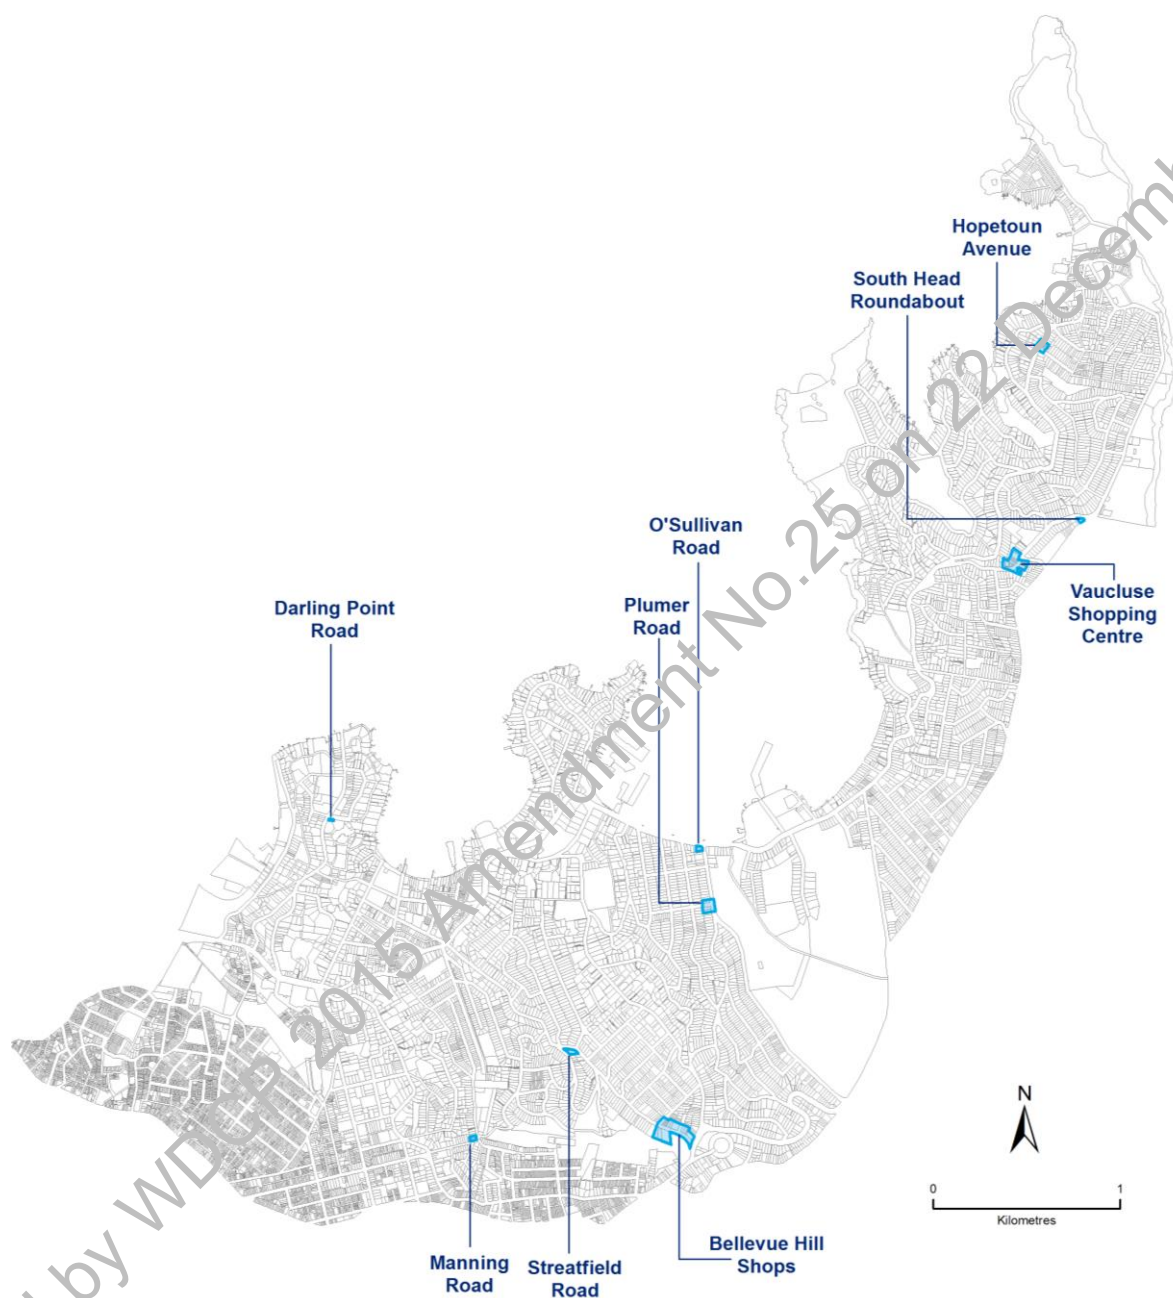 Hopetoun
Avenue
South Head
Roundabout
O'Sullivan
Road
Vaucluse
Shopping
Centre
Plumer
Road
Darling Point
Road
N
0 1
Kilometres
Manning
Road
Streatfield
Road
Bellevue Hill
Shops
by WDCP 2015 Amendment No.25 on 22 Decemb